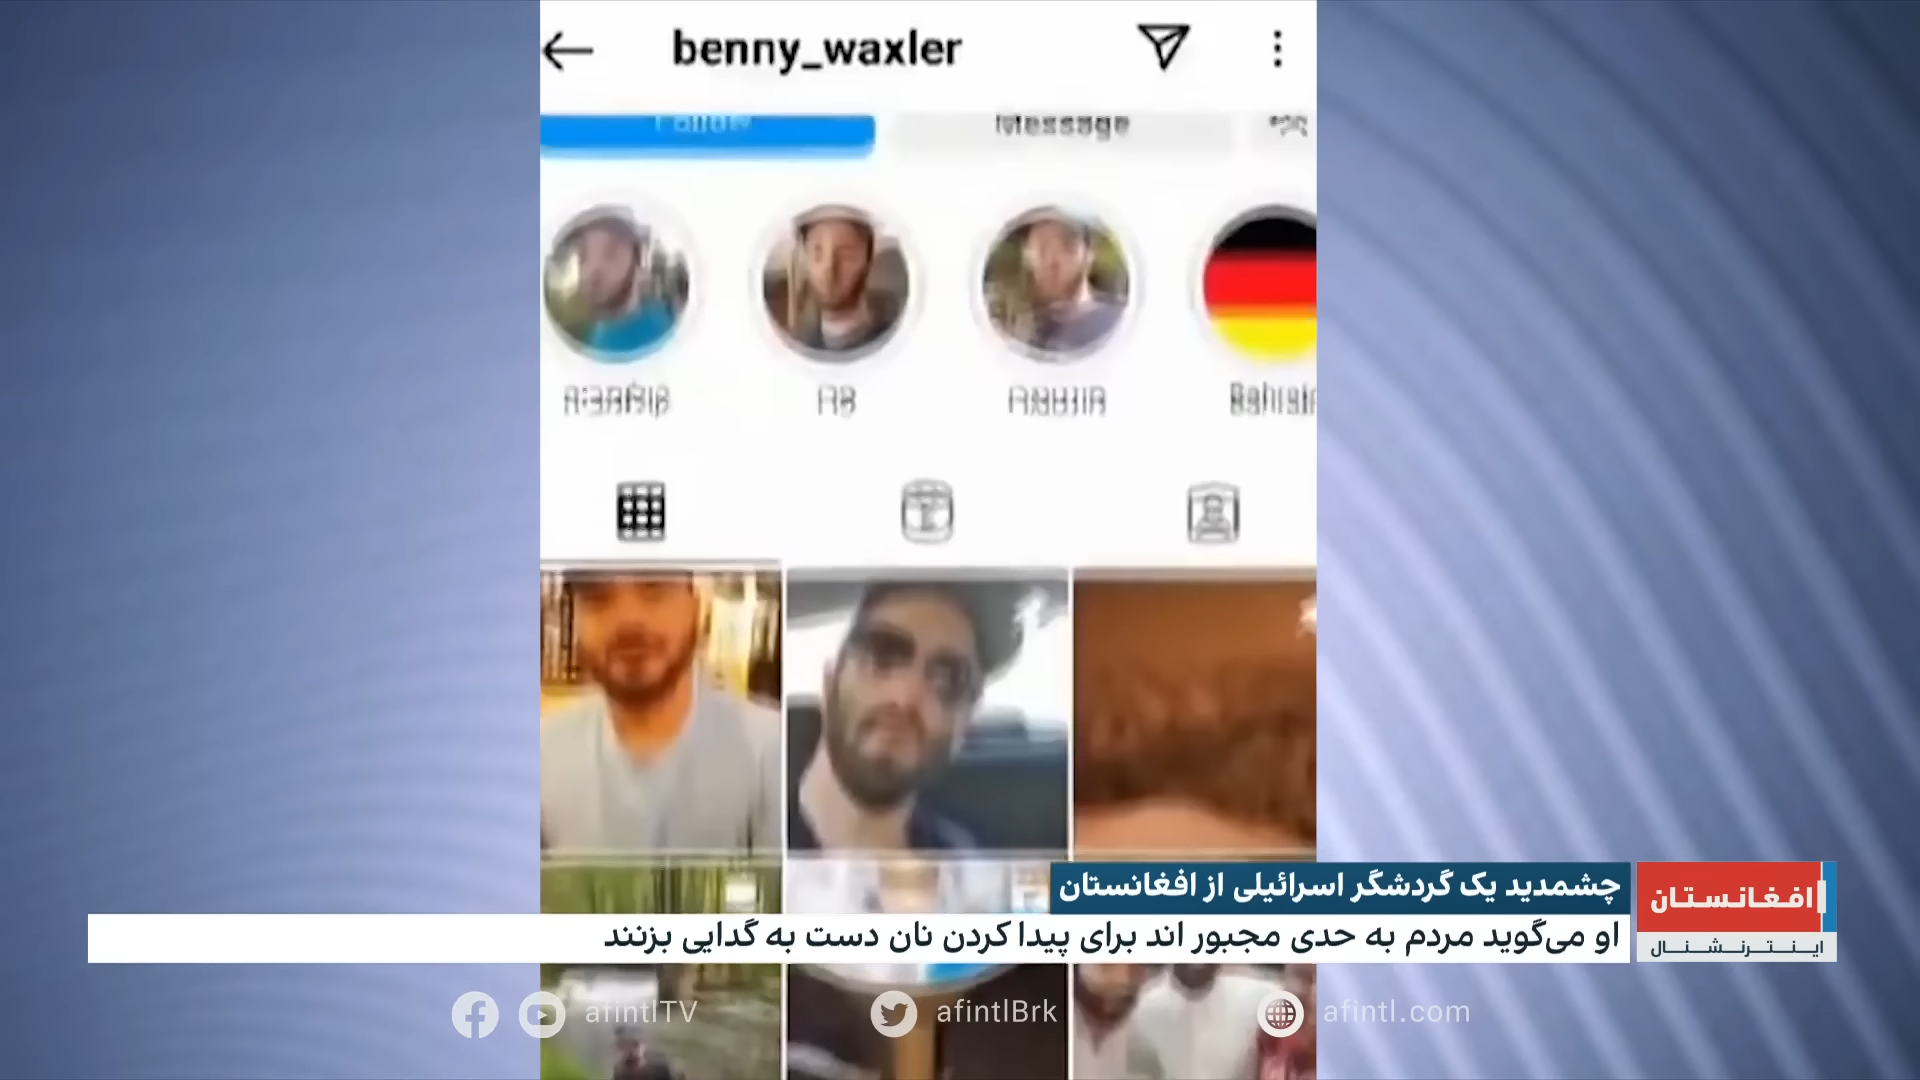 benny_waxler
Message
چشمدید یک گردشگر اسرائیلی از افغانستان
او می‌گوید مردم به حدی مجبور اند برای پیدا کردن نان دست به گدایی بزنند
افغانستان
اینترنشنال
afintlTV
afintlBrk
afintl.com